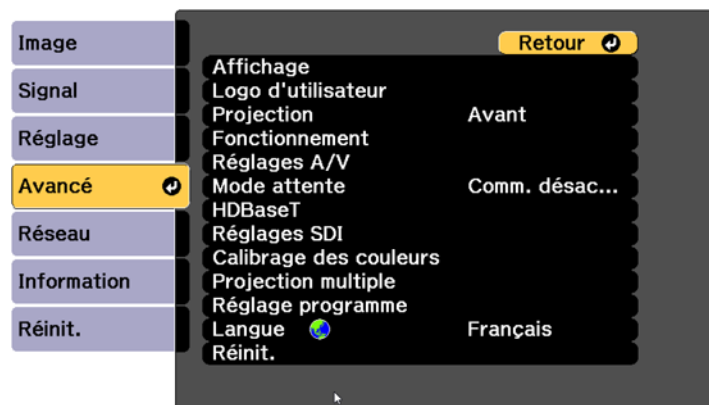 Image
Signal
Réglage
Avancé
Réseau
Information
Réinit.
Retour
Affichage
Logo d'utilisateur
Projection Avant
Fonctionnement
Réglages A/V
Mode attente Comm. désac...
HDBaseT
Réglages SDI
Calibrage des couleurs
Projection multiple
Réglage programme
Langue Français
Réinit.